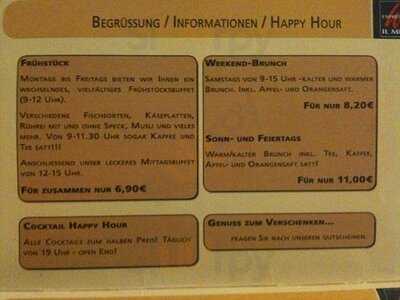 Begrüssung / Informationen / Happy Hour
Frühstück
Montags bis Freitags bieten wir Ihnen ein
wechselndes, vielfältiges Frühstücksbuffet
(9-12 Uhr).
Verschiedene Fischsorten, Käseplatten,
Rührei mit und ohne Speck, Musli und vieles
mehr. Von 9-11.30 Uhr sogar Kaffee und
Tee satt!!!
Anschliessend unser leckeres Mittagsbuffet
von 12-15 Uhr.
Für zusammen nur 6,90€
Weekend-Brunch
Samstags von 9-15 Uhr -kalter und warmer
Brunch. inkl. Apfel- und Orangensaft.
Für nur 8,20€
Sonn- und Feiertags
Warm/kalter Brunch inkl. Tee, Kaffee,
Apfel- und Orangensaft satt!
Für nur 11,00€
Cocktail Happy Hour
Alle Cocktails zum halben Preis! Täglich
von 19 Uhr - open End!
Genuss zum Verschenken...
fragen Sie nach unseren gutscheinen.